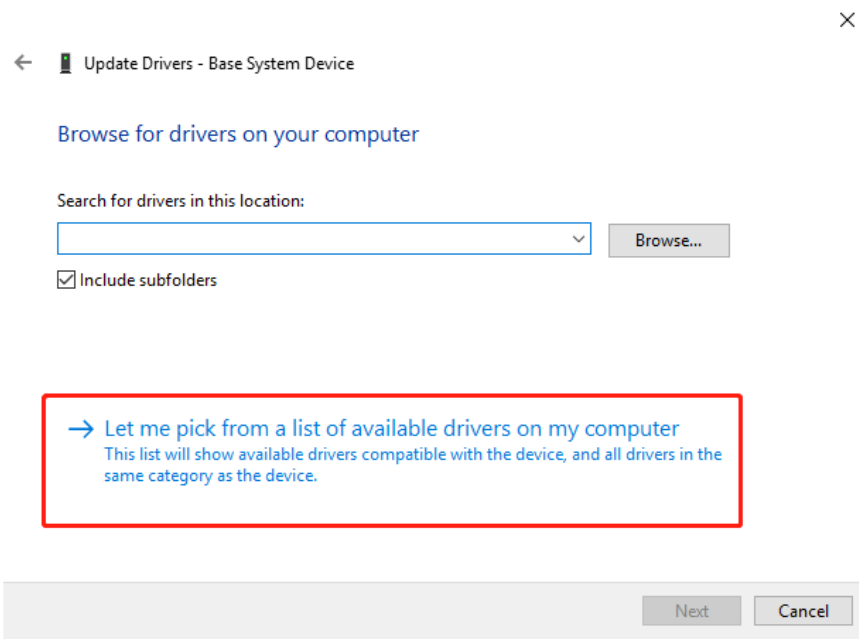 Update Drivers - Base System Device
Browse for drivers on your computer
Search for drivers in this location:
Browse...
Include subfolders
Let me pick from a list of available drivers on my computer
This list will show available drivers compatible with the device, and all drivers in the
same category as the device.
Next
Cancel